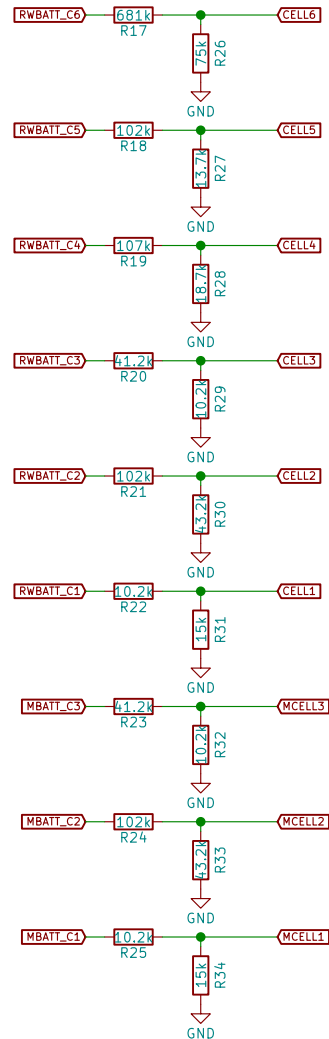 RWBATT_C6 681k CELL6
R17
75k R26
GND
RWBATT_C5 102k CELL5
R18
13.7k R27
GND
RWBATT_C4 107k CELL4
R19
18.7k R28
GND
RWBATT_C3 41.2k CELL3
R20
10.2k R29
GND
RWBATT_C2 102k CELL2
R21
43.2k R30
GND
RWBATT_C1 10.2k CELL1
R22
15k R31
GND
MBATT_C3 41.2k MCELL3
R23
10.2k R32
GND
MBATT_C2 102k MCELL2
R24
43.2k R33
GND
MBATT_C1 10.2k MCELL1
R25
15k R34
GND